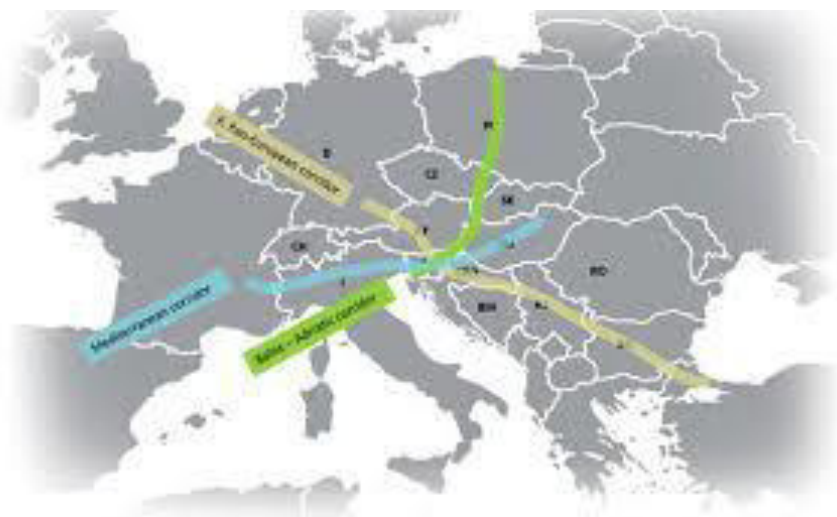 X. Pan-European corridor
Mediterranean corridor
Baltic – Adriatic corridor
PL
D
CZ
SK
CH
RO
BIH
I